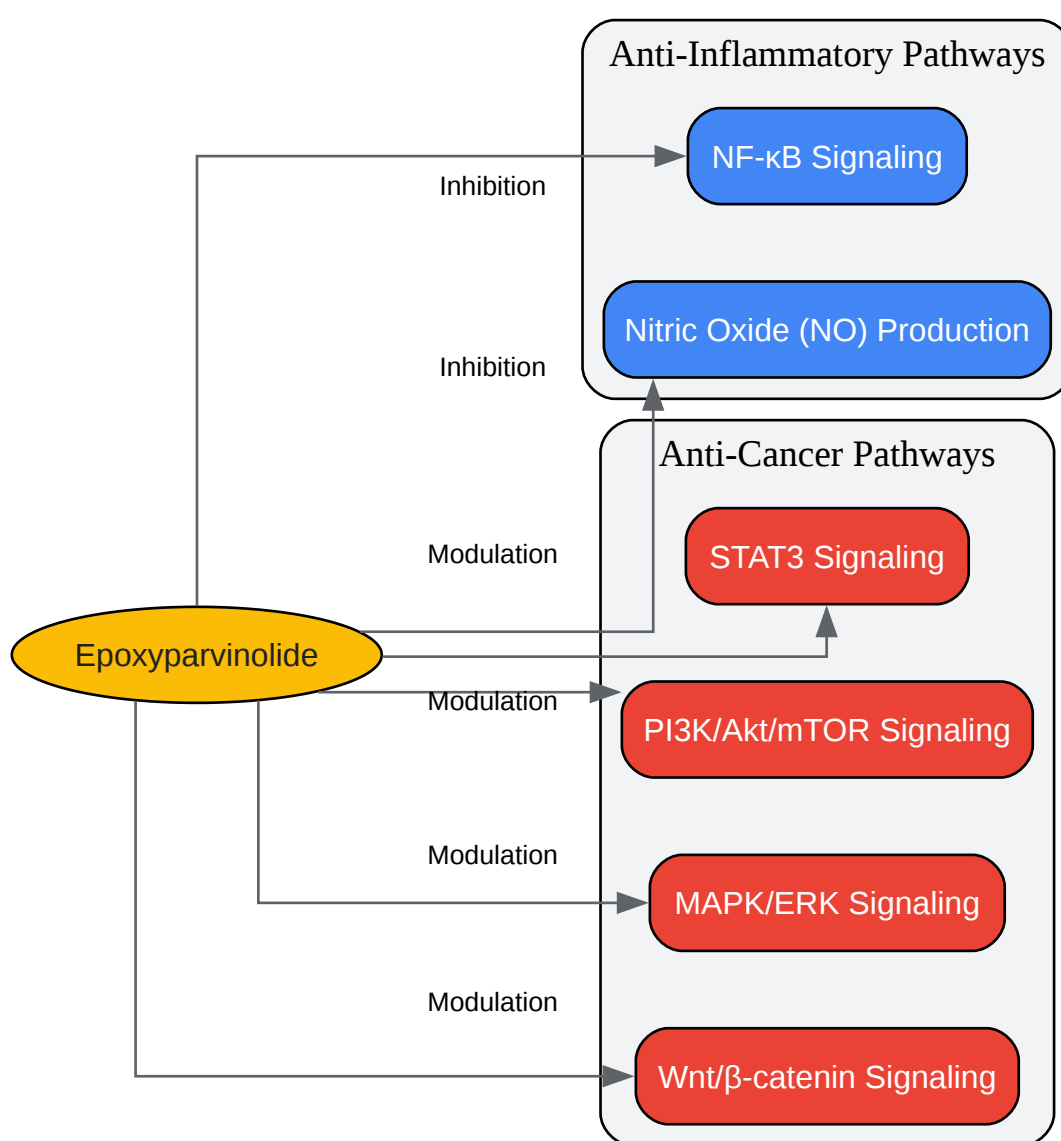 Anti-Inflammatory Pathways
NF-κB Signaling
Inhibition
Nitric Oxide (NO) Production
Inhibition
Anti-Cancer Pathways
STAT3 Signaling
Modulation
Epoxyparvinolide
Modulation
PI3K/Akt/mTOR Signaling
Modulation
MAPK/ERK Signaling
Modulation
Wnt/β-catenin Signaling